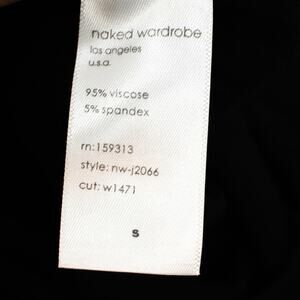 naked wardrobe
los angeles
u.s.a.
95% viscose
5% spandex
rn:159313
style: nw-j2066
cut: w1471
s